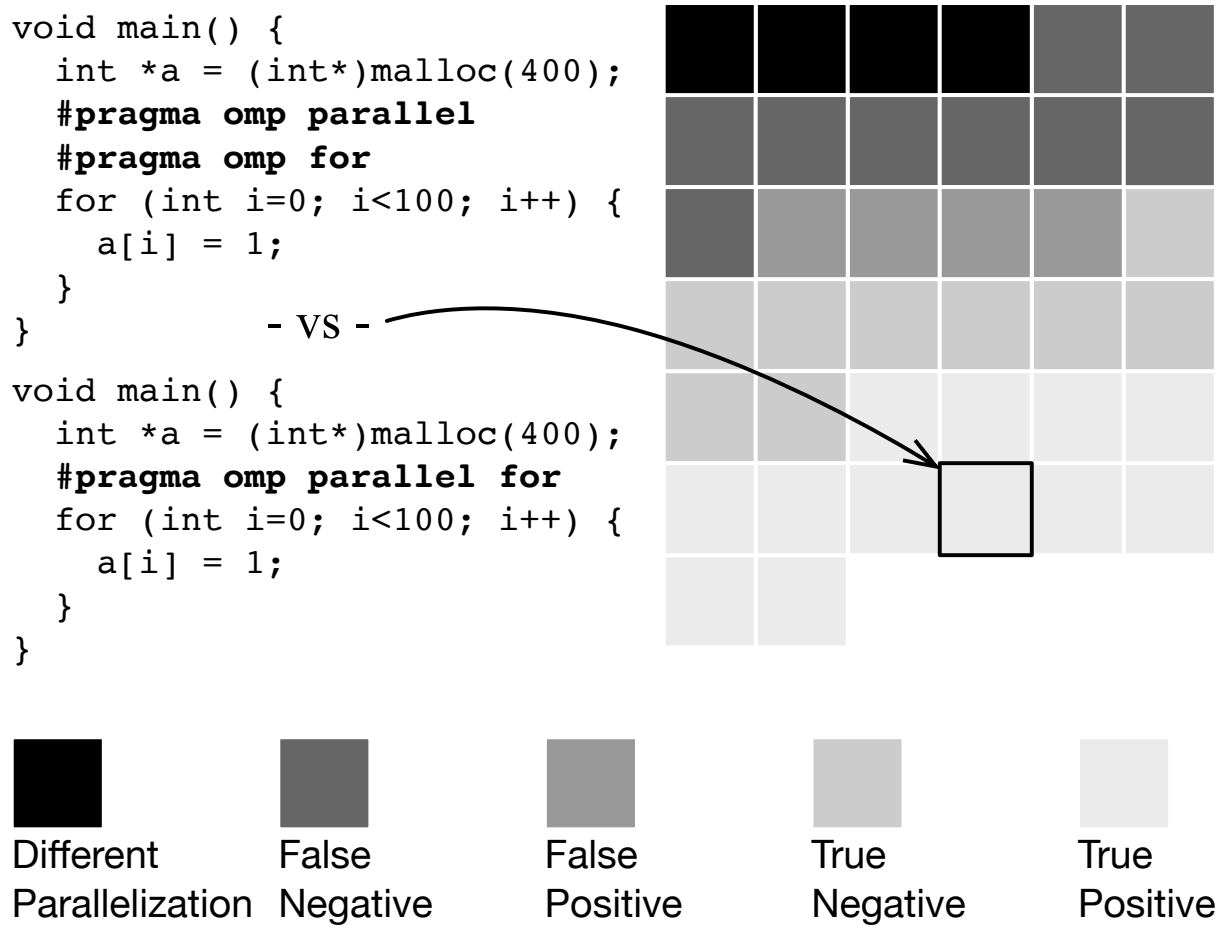 void main() {
  int *a = (int*)malloc(400);
  #pragma omp parallel
  #pragma omp for
  for (int i=0; i<100; i++) {
    a[i] = 1;
  }
}
- vs -
void main() {
  int *a = (int*)malloc(400);
  #pragma omp parallel for
  for (int i=0; i<100; i++) {
    a[i] = 1;
  }
}
Different
Parallelization
False
Negative
False
Positive
True
Negative
True
Positive